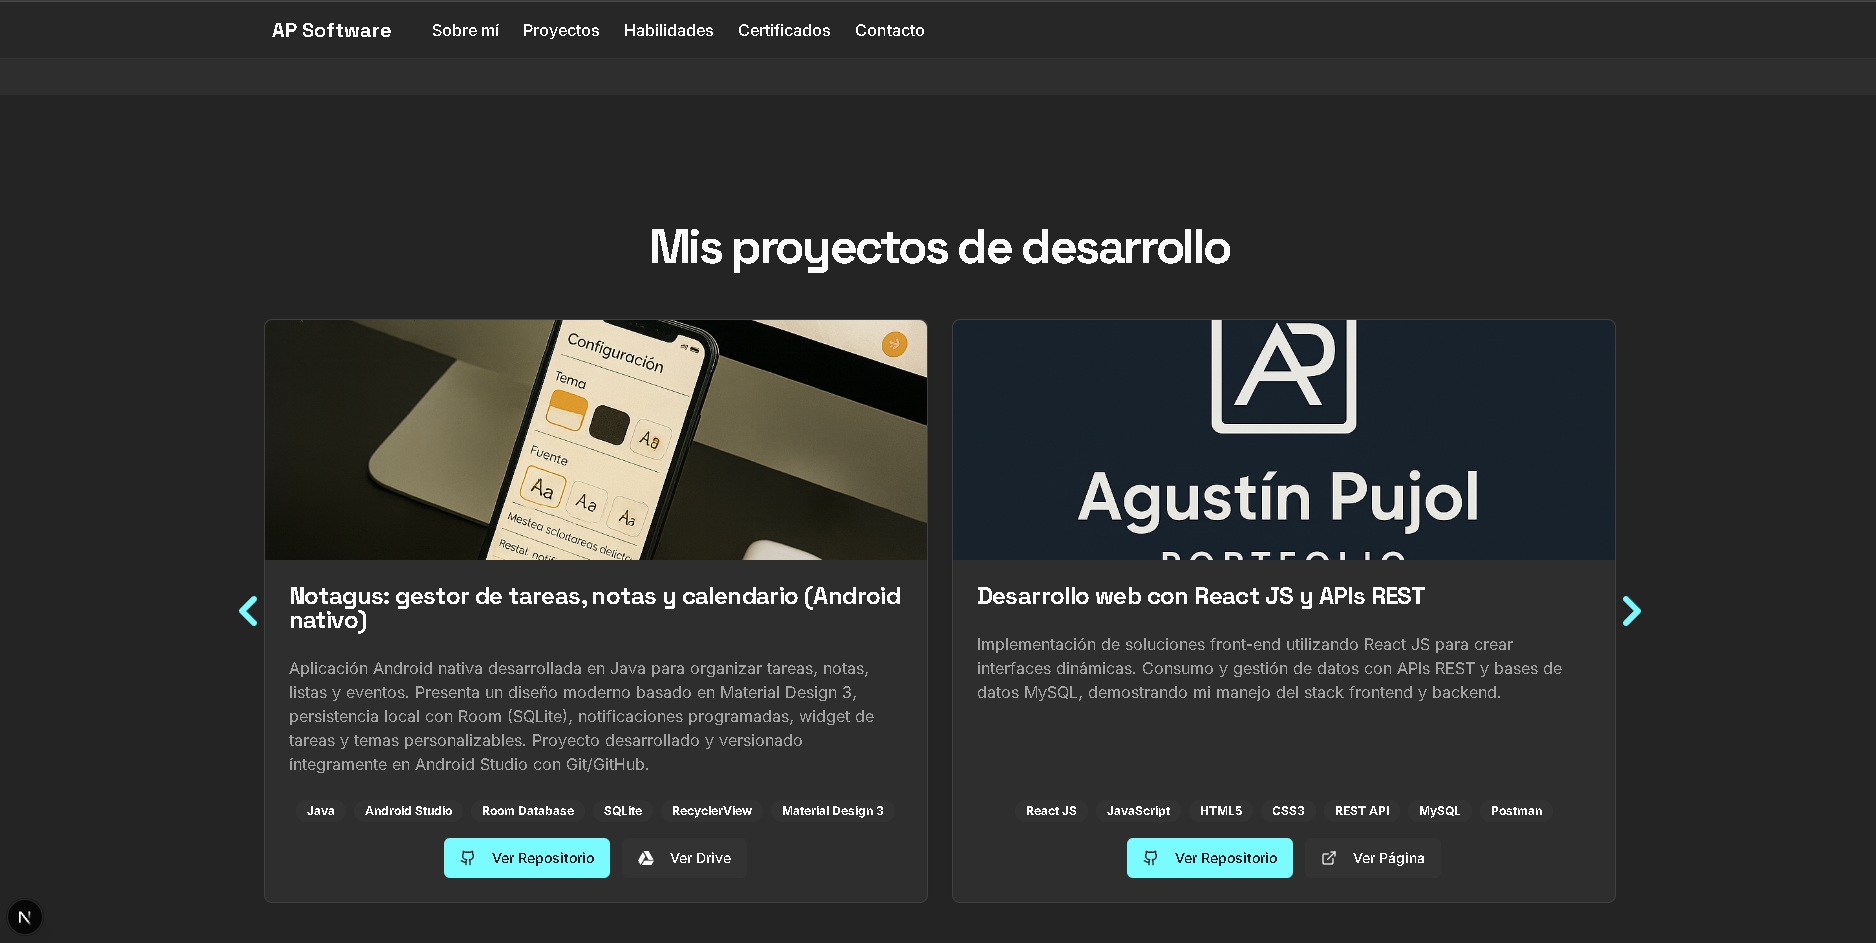 AP Software
Sobre mí
Proyectos
Habilidades
Certificados
Contacto
Mis proyectos de desarrollo
Configuración
Tema
Aa
Fuente
Aa
Aa
Aa
Notagus: gestor de tareas, notas y calendario (Android
nativo)
Aplicación Android nativa desarrollada en Java para organizar tareas, notas,
listas y eventos. Presenta un diseño moderno basado en Material Design 3,
persistencia local con Room (SQLite), notificaciones programadas, widget de
tareas y temas personalizables. Proyecto desarrollado y versionado
íntegramente en Android Studio con Git/GitHub.
Java
Android Studio
Room Database
SQLite
RecyclerView
Material Design 3
Ver Repositorio
Ver Drive
AP
Agustín Pujol
PORTFOLIO
Desarrollo web con React JS y APIs REST
Implementación de soluciones front-end utilizando React JS para crear
interfaces dinámicas. Consumo y gestión de datos con APIs REST y bases de
datos MySQL, demostrando mi manejo del stack frontend y backend.
React JS
JavaScript
HTML5
CSS3
REST API
MySQL
Postman
Ver Repositorio
Ver Página
N